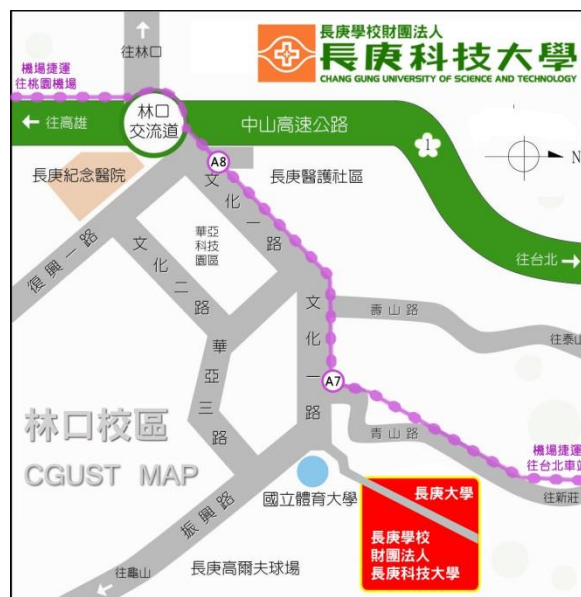 長庚學校財團法人
長庚科技大學
CHANG GUNG UNIVERSITY OF SCIENCE AND TECHNOLOGY
往林口
機場捷運
往桃園機場
林口
交流道
←往高雄
中山高速公路
1
N
A8
長庚紀念醫院
長庚醫護社區
文化一路
華亞
科技
園區
復興一路
文化二路
往台北→
文化一路
壽山路
往泰山
華亞三路
A7
林口校區
CGUST MAP
青山路
機場捷運
往台北車站
往新莊
振興路
國立體育大學
長庚大學
長庚學校
財團法人
長庚科技大學
往龜山
長庚高爾夫球場